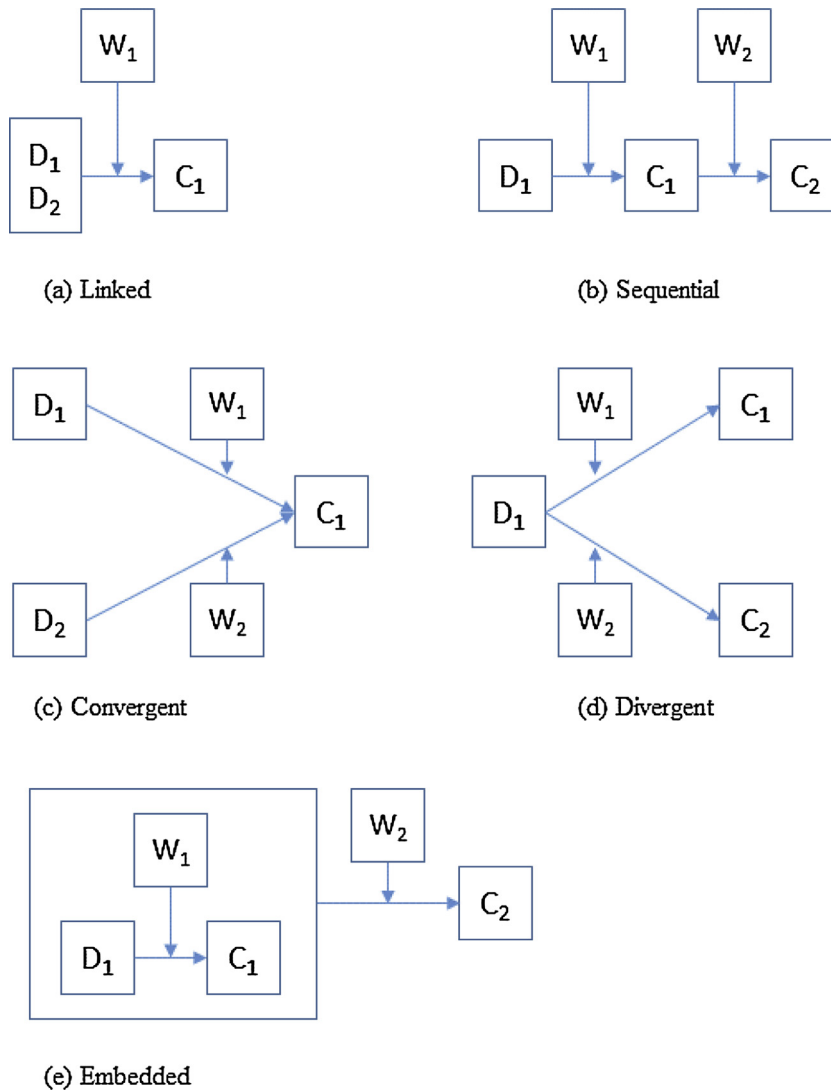 W₁
D₁
D₂
C₁
(a) Linked
W₁ W₂
D₁ C₁ C₂
(b) Sequential
D₁ W₁
C₁
D₂ W₂
(c) Convergent
W₁ C₁
D₁
W₂ C₂
(d) Divergent
W₁
D₁ C₁
W₂
C₂
(e) Embedded